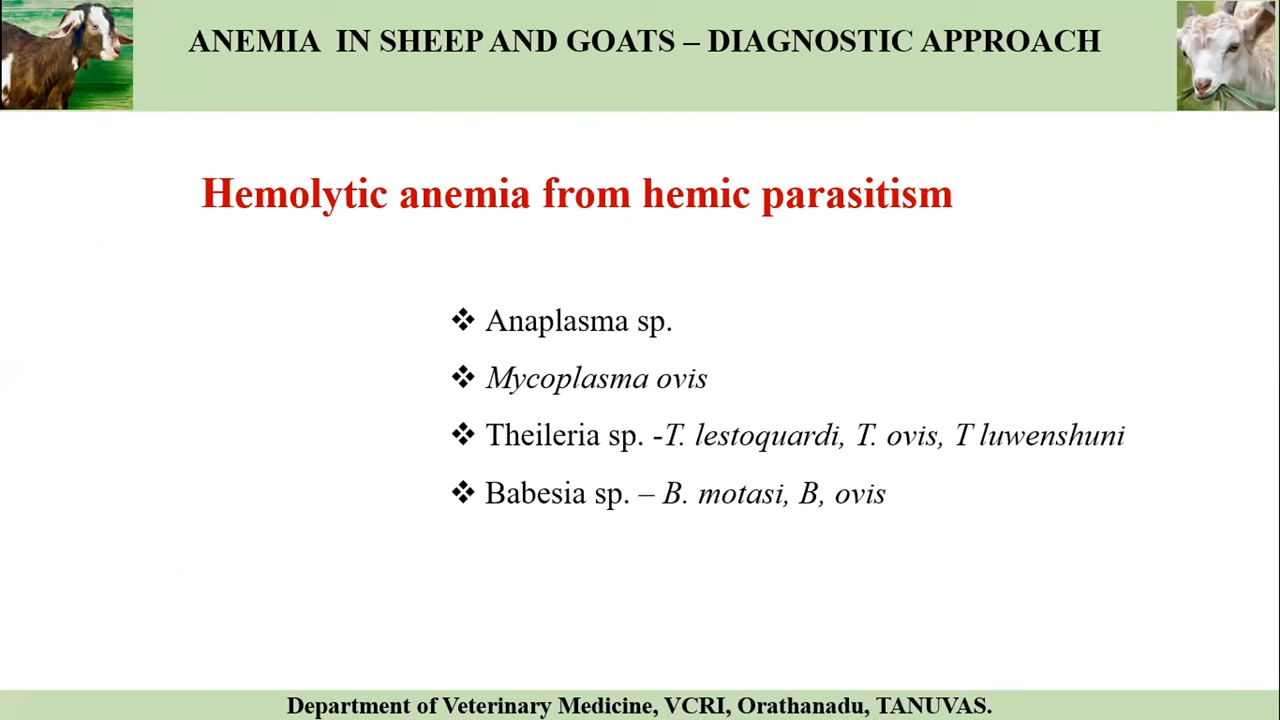 ANEMIA IN SHEEP AND GOATS – DIAGNOSTIC APPROACH
Hemolytic anemia from hemic parasitism
❖ Anaplasma sp.
❖ Mycoplasma ovis
❖ Theileria sp. -T. lestoquardi, T. ovis, T luwenshuni
❖ Babesia sp. – B. motasi, B, ovis
Department of Veterinary Medicine, VCRI, Orathanadu, TANUVAS.